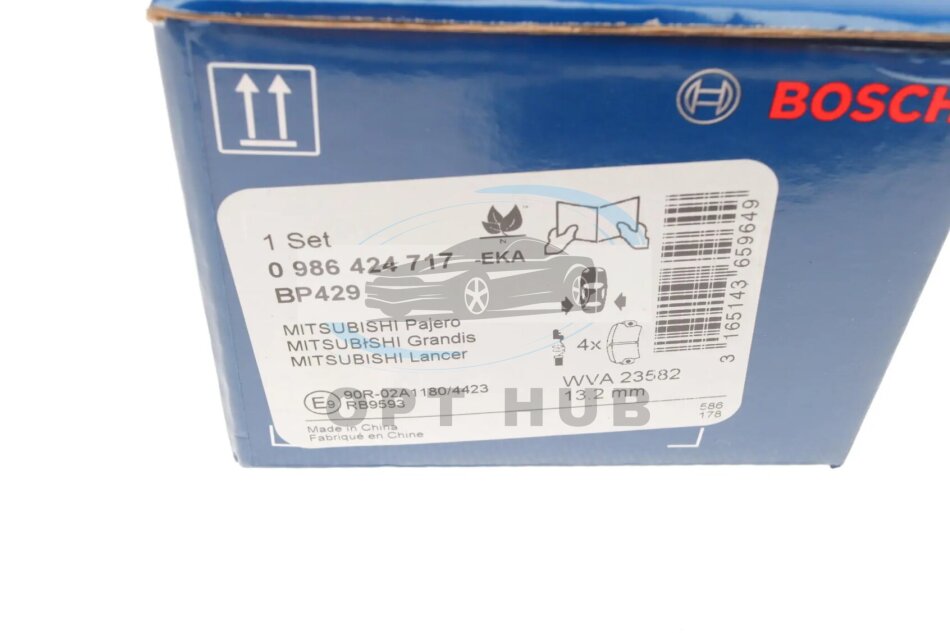 BOSCH
1 Set
0 986 424 717 -EKA
BP429
MITSUBISHI Pajero
MITSUBISHI Grandis
MITSUBISHI Lancer
4x
WVA 23582
13.2 mm
E9 90R-02A1180/4423
RB9593
Made in China
Fabriqué en Chine
586
178
3 165143 659649
N
TM
OPT HUB